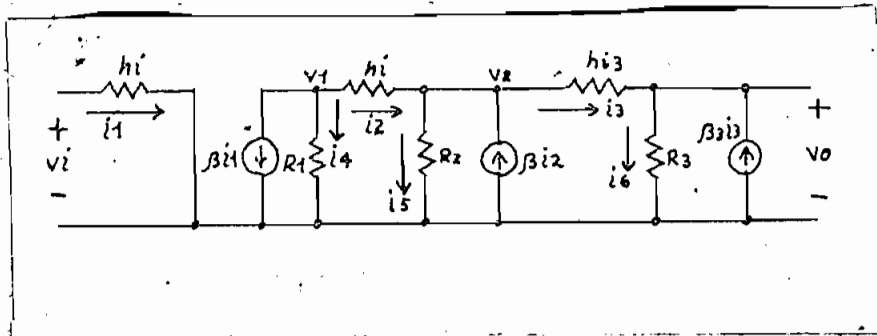 hi
V1
hi
V2
hi3
+
i1
i2
i3
+
vi
βi1
R1
i4
R2
βi2
R3
β3i3
vo
-
i5
i6
-